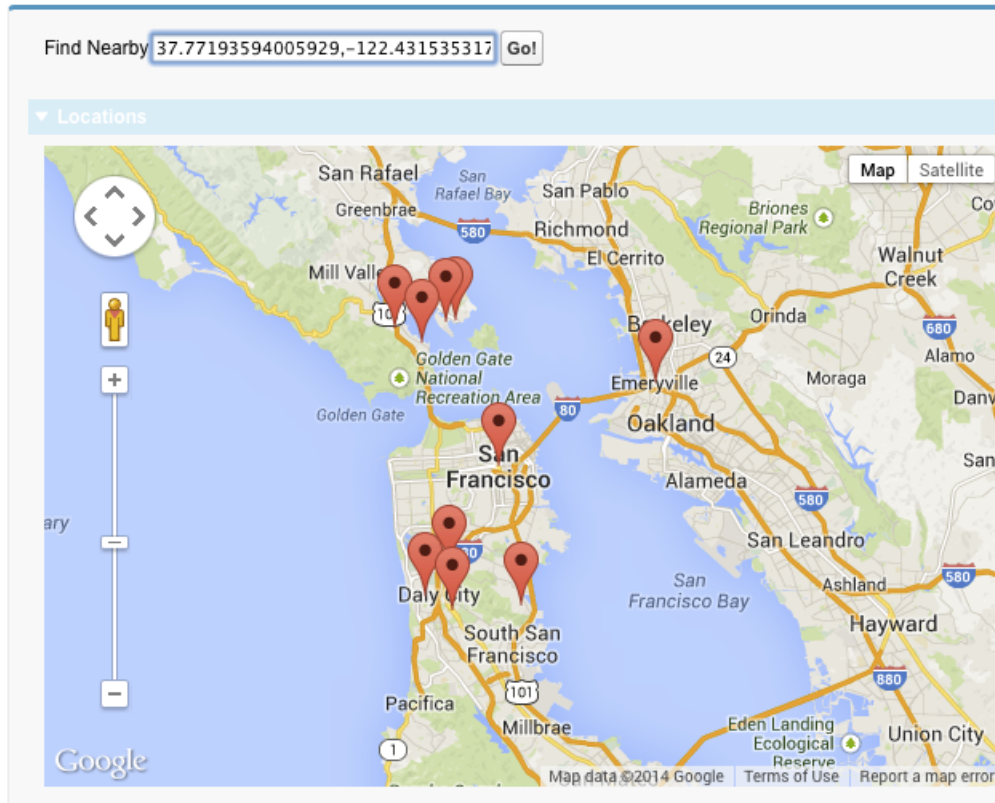 Find Nearby 37.77193594005929,-122.431535317 Go!
Locations
Map Satellite
San Rafael
San
Rafael Bay
San Pablo
Greenbrae
Richmond
580
Briones
Regional Park
El Cerrito
Walnut
Creek
Mill Valle
Orinda
680
Berkeley
24
Alamo
Golden Gate
National
Recreation Area
Emeryville
Moraga
Danv
Golden Gate
80
Oakland
San
Francisco
Alameda
580
San
ary
San Leandro
Daly City
San
Francisco Bay
Ashland
580
South San
Francisco
Hayward
880
101
Pacifica
Millbrae
Eden Landing
Ecological
Reserve
Union City
1
Google
Map data ©2014 Google Terms of Use Report a map error